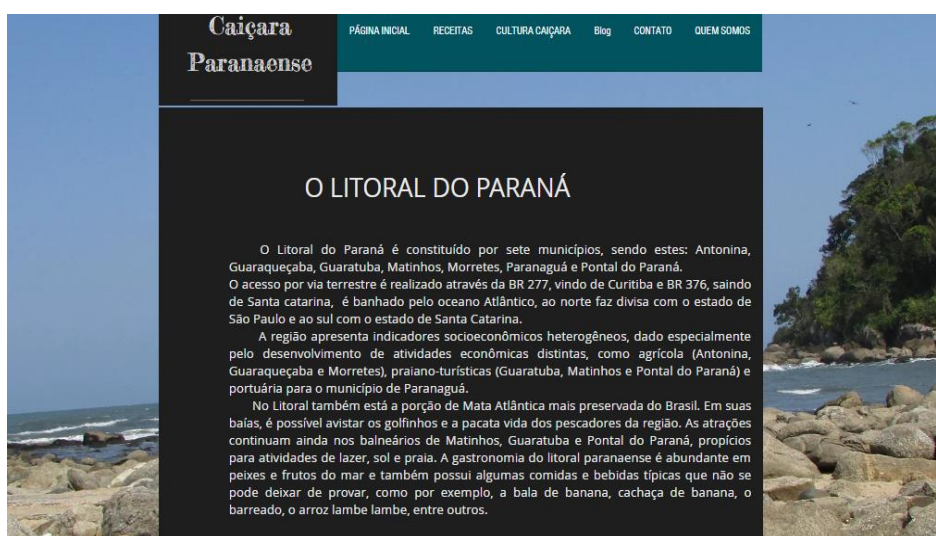 Caiçara
Paranaense
PÁGINA INICIAL RECEITAS CULTURA CAIÇARA Blog CONTATO QUEM SOMOS
O LITORAL DO PARANÁ
O Litoral do Paraná é constituído por sete municípios, sendo estes: Antonina,
Guaraqueçaba, Guaratuba, Matinhos, Morretes, Paranaguá e Pontal do Paraná.
O acesso por via terrestre é realizado através da BR 277, vindo de Curitiba e BR 376, saindo
de Santa catarina, é banhado pelo oceano Atlântico, ao norte faz divisa com o estado de
São Paulo e ao sul com o estado de Santa Catarina.
A região apresenta indicadores socioeconômicos heterogêneos, dado especialmente
pelo desenvolvimento de atividades econômicas distintas, como agrícola (Antonina,
Guaraqueçaba e Morretes), praiano-turísticas (Guaratuba, Matinhos e Pontal do Paraná) e
portuária para o município de Paranaguá.
No Litoral também está a porção de Mata Atlântica mais preservada do Brasil. Em suas
baías, é possível avistar os golfinhos e a pacata vida dos pescadores da região. As atrações
continuam ainda nos balneários de Matinhos, Guaratuba e Pontal do Paraná, propícios
para atividades de lazer, sol e praia. A gastronomia do litoral paranaense é abundante em
peixes e frutos do mar e também possui algumas comidas e bebidas típicas que não se
pode deixar de provar, como por exemplo, a bala de banana, cachaça de banana, o
barreado, o arroz lambe lambe, entre outros.